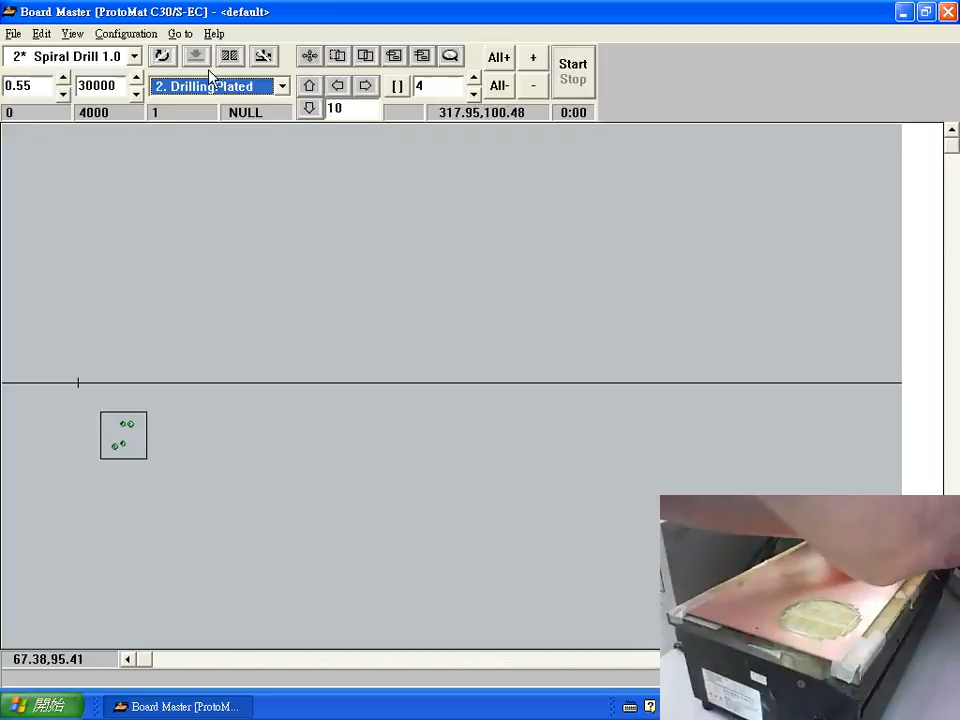 Board Master [ProtoMat C30/S-EC] - <default>
File Edit View Configuration Go to Help
2* Spiral Drill 1.0 All+ + Start
0.55 30000 2. Drilling Plated [ ] 4 All- - Stop
10
0 4000 1 NULL 317.95,100.48 0:00
67.38,95.41
開始 Board Master [ProtoM...